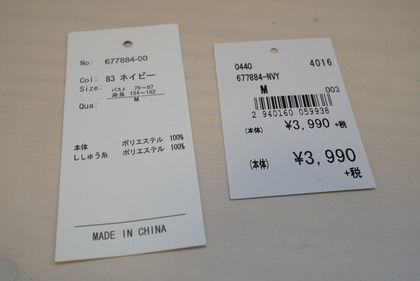 No: 677884-00
Col: 83 ネイビー
Size: バスト 79〜87
身長 154〜162
Qua: M
本体 ポリエステル 100%
ししゅう糸 ポリエステル 100%
MADE IN CHINA
0440 4016
677884-NVY
M
003
2 940160 059938
(本体) ¥3,990 +税
(本体) ¥3,990
+税